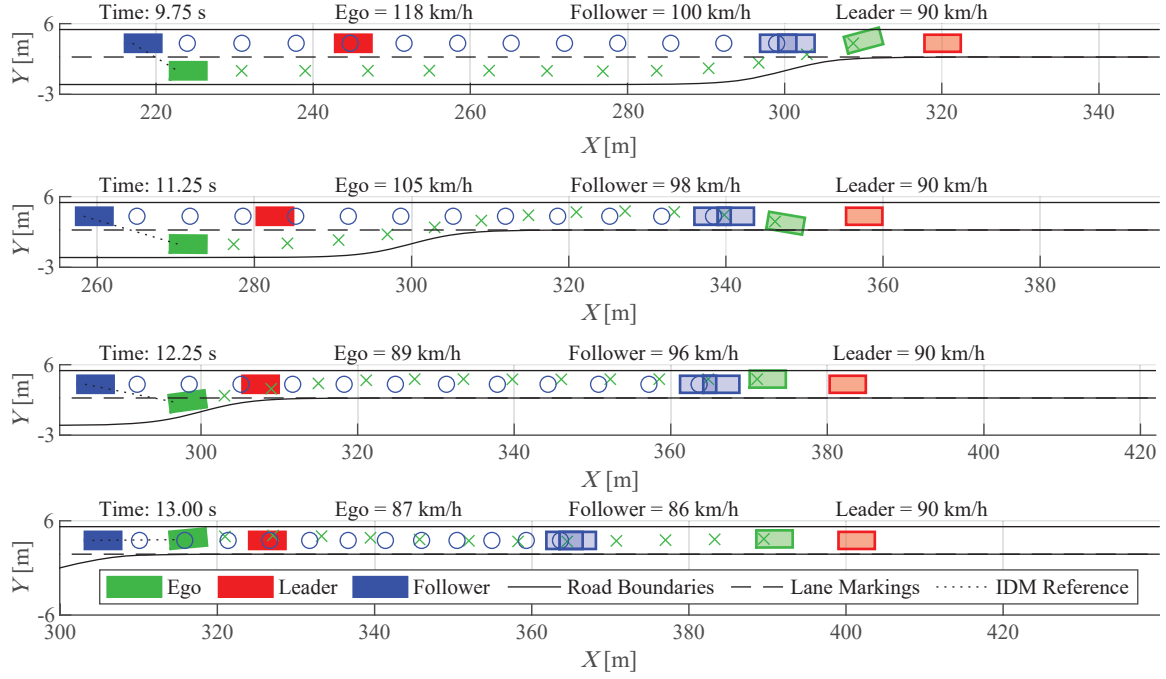 Time: 9.75 s Ego = 118 km/h Follower = 100 km/h Leader = 90 km/h
6
-3
Y [m]
220 240 260 280 300 320 340
X [m]
Time: 11.25 s Ego = 105 km/h Follower = 98 km/h Leader = 90 km/h
6
-3
Y [m]
260 280 300 320 340 360 380
X [m]
Time: 12.25 s Ego = 89 km/h Follower = 96 km/h Leader = 90 km/h
6
-3
Y [m]
300 320 340 360 380 400 420
X [m]
Time: 13.00 s Ego = 87 km/h Follower = 86 km/h Leader = 90 km/h
6
Y [m]
Ego Leader Follower Road Boundaries Lane Markings IDM Reference
-6
300 320 340 360 380 400 420
X [m]